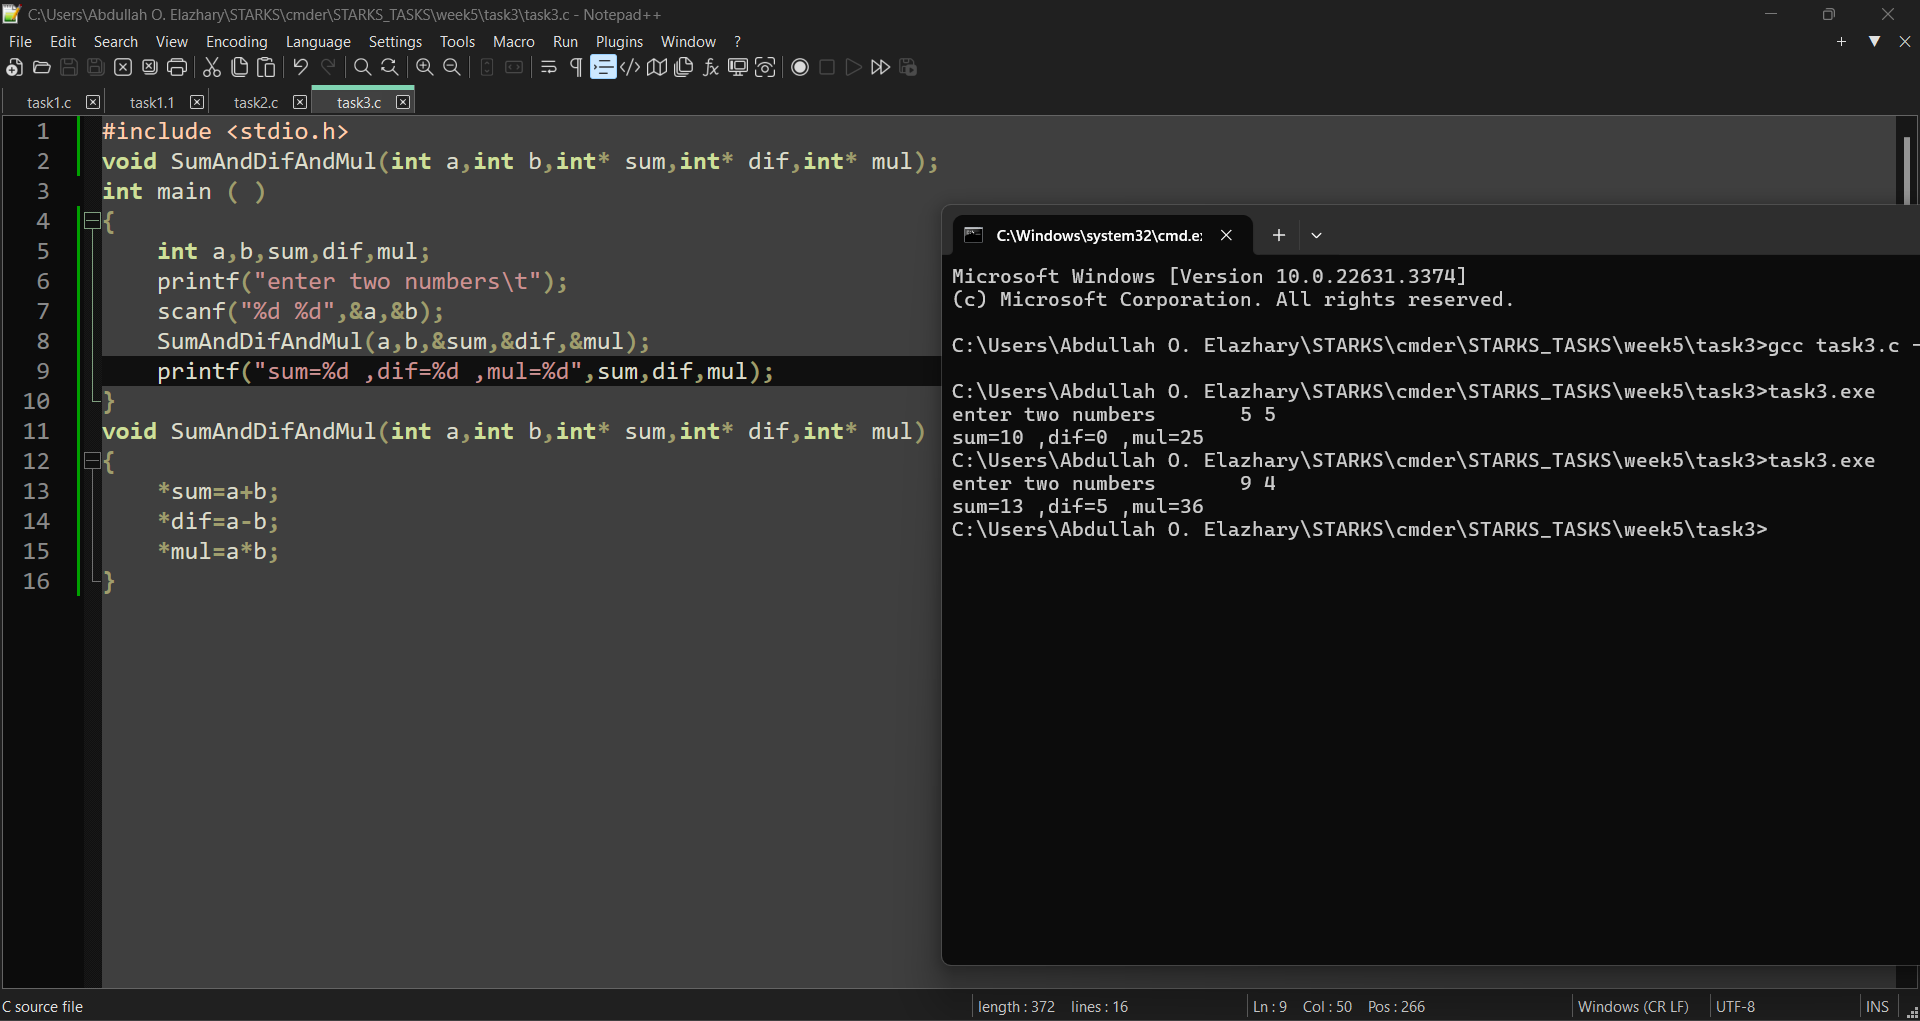 C:\Users\Abdullah O. Elazhary\STARKS\cmder\STARKS_TASKS\week5\task3\task3.c - Notepad++
File Edit Search View Encoding Language Settings Tools Macro Run Plugins Window ?
task1.c task1.1 task2.c task3.c
1 #include <stdio.h>
2 void SumAndDifAndMul(int a,int b,int* sum,int* dif,int* mul);
3 int main ( )
4 {
5 int a,b,sum,dif,mul;
6 printf("enter two numbers\t");
7 scanf("%d %d",&a,&b);
8 SumAndDifAndMul(a,b,&sum,&dif,&mul);
9 printf("sum=%d ,dif=%d ,mul=%d",sum,dif,mul);
10 }
11 void SumAndDifAndMul(int a,int b,int* sum,int* dif,int* mul)
12 {
13 *sum=a+b;
14 *dif=a-b;
15 *mul=a*b;
16 }
C:\Windows\system32\cmd.e
Microsoft Windows [Version 10.0.22631.3374]
(c) Microsoft Corporation. All rights reserved.
C:\Users\Abdullah O. Elazhary\STARKS\cmder\STARKS_TASKS\week5\task3>gcc task3.c -
C:\Users\Abdullah O. Elazhary\STARKS\cmder\STARKS_TASKS\week5\task3>task3.exe
enter two numbers 5 5
sum=10 ,dif=0 ,mul=25
C:\Users\Abdullah O. Elazhary\STARKS\cmder\STARKS_TASKS\week5\task3>task3.exe
enter two numbers 9 4
sum=13 ,dif=5 ,mul=36
C:\Users\Abdullah O. Elazhary\STARKS\cmder\STARKS_TASKS\week5\task3>
C source file length : 372 lines : 16 Ln : 9 Col : 50 Pos : 266 Windows (CR LF) UTF-8 INS